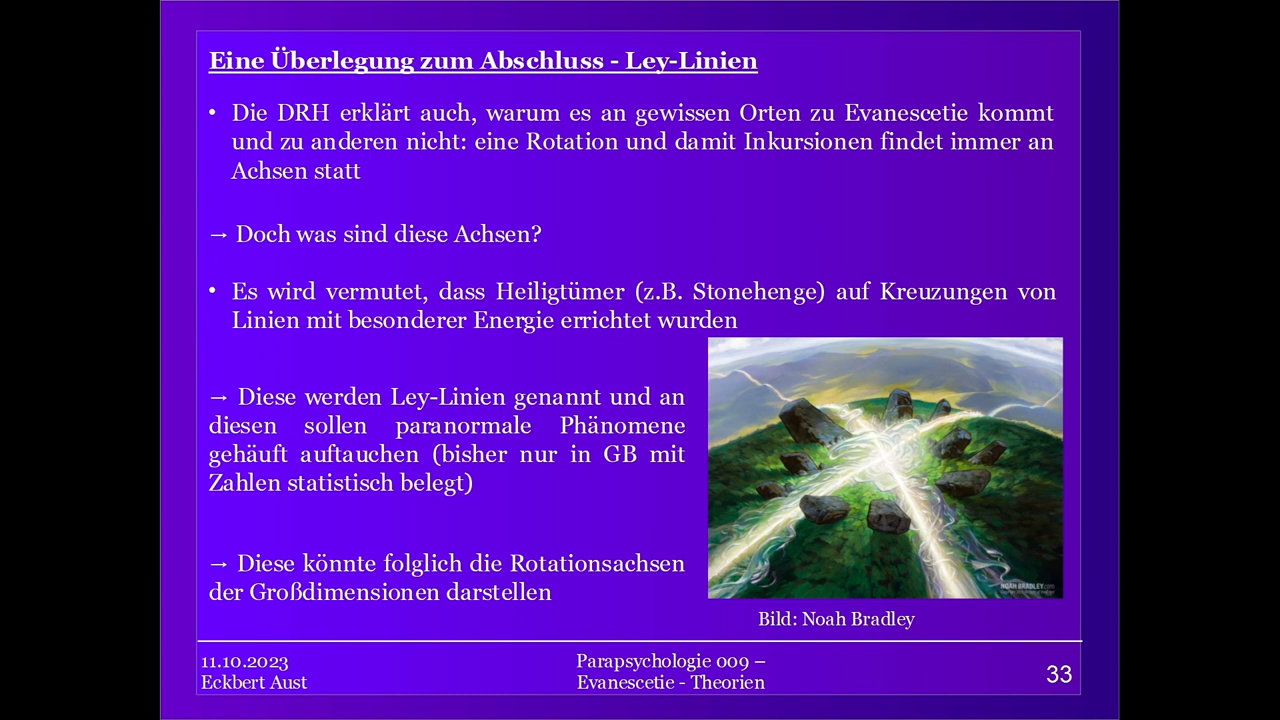 Eine Überlegung zum Abschluss - Ley-Linien
• Die DRH erklärt auch, warum es an gewissen Orten zu Evanescetie kommt
und zu anderen nicht: eine Rotation und damit Inkursionen findet immer an
Achsen statt
→ Doch was sind diese Achsen?
• Es wird vermutet, dass Heiligtümer (z.B. Stonehenge) auf Kreuzungen von
Linien mit besonderer Energie errichtet wurden
→ Diese werden Ley-Linien genannt und an
diesen sollen paranormale Phänomene
gehäuft auftauchen (bisher nur in GB mit
Zahlen statistisch belegt)
→ Diese könnte folglich die Rotationsachsen
der Großdimensionen darstellen
NOAH BRADLEY.com
Bild: Noah Bradley
11.10.2023
Eckbert Aust
Parapsychologie 009 –
Evanescetie - Theorien
33